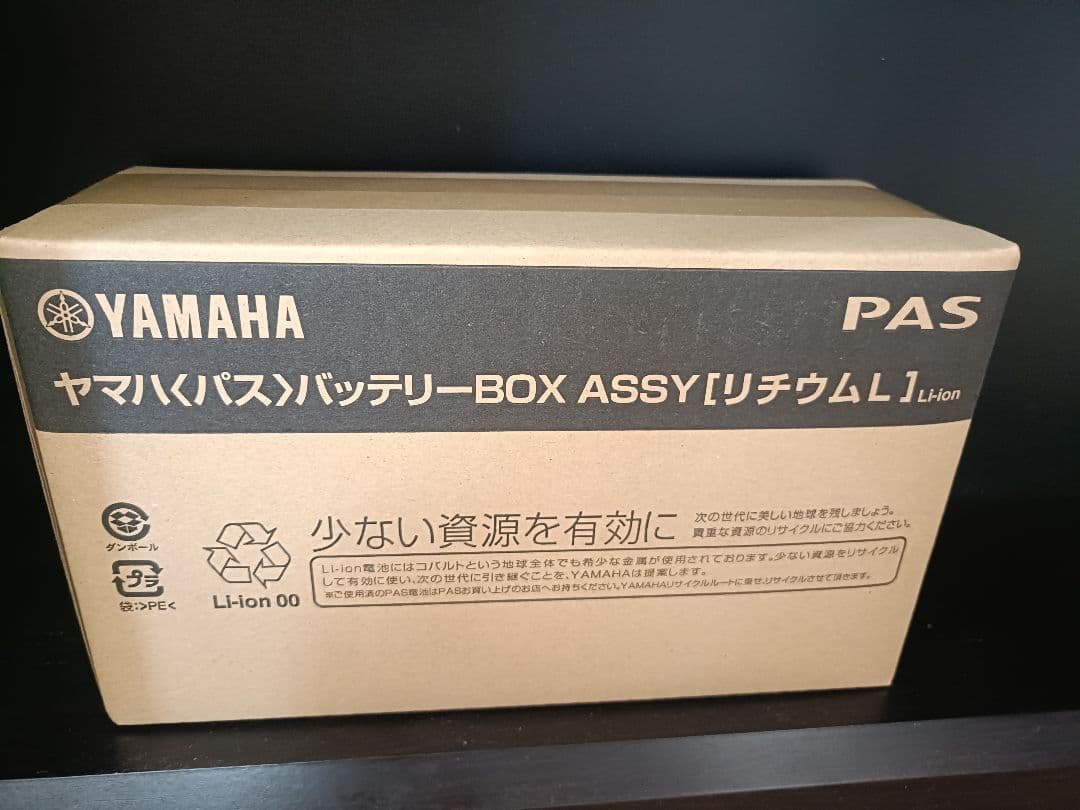 YAMAHA
PAS
ヤマハ〈パス〉バッテリーBOX ASSY[リチウムL]Li-ion
ダンボール
プラ
袋:>PE<
Li-ion 00
少ない資源を有効に
次の世代に美しい地球を残しましょう。
貴重な資源のリサイクルにご協力ください。
Li-ion電池にはコバルトという地球全体でも希少な金属が使用されております。少ない資源をリサイクル
して有効に使い、次の世代に引き継ぐことを、YAMAHAは提案します。
※ご使用済のPAS電池はPASお買い上げのお店へお持ちください。YAMAHAリサイクルルートに乗せ、リサイクルさせて頂きます。